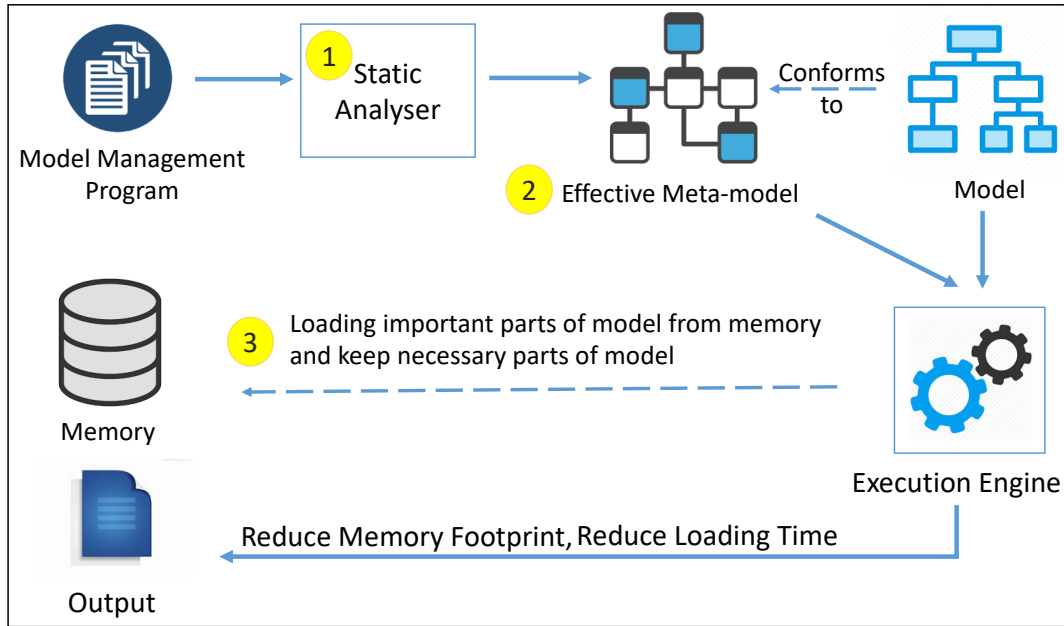 1
Static
Analyser
Conforms
to
Model Management
Program
2
Effective Meta-model
Model
3
Loading important parts of model from memory
and keep necessary parts of model
Memory
Execution Engine
Reduce Memory Footprint, Reduce Loading Time
Output